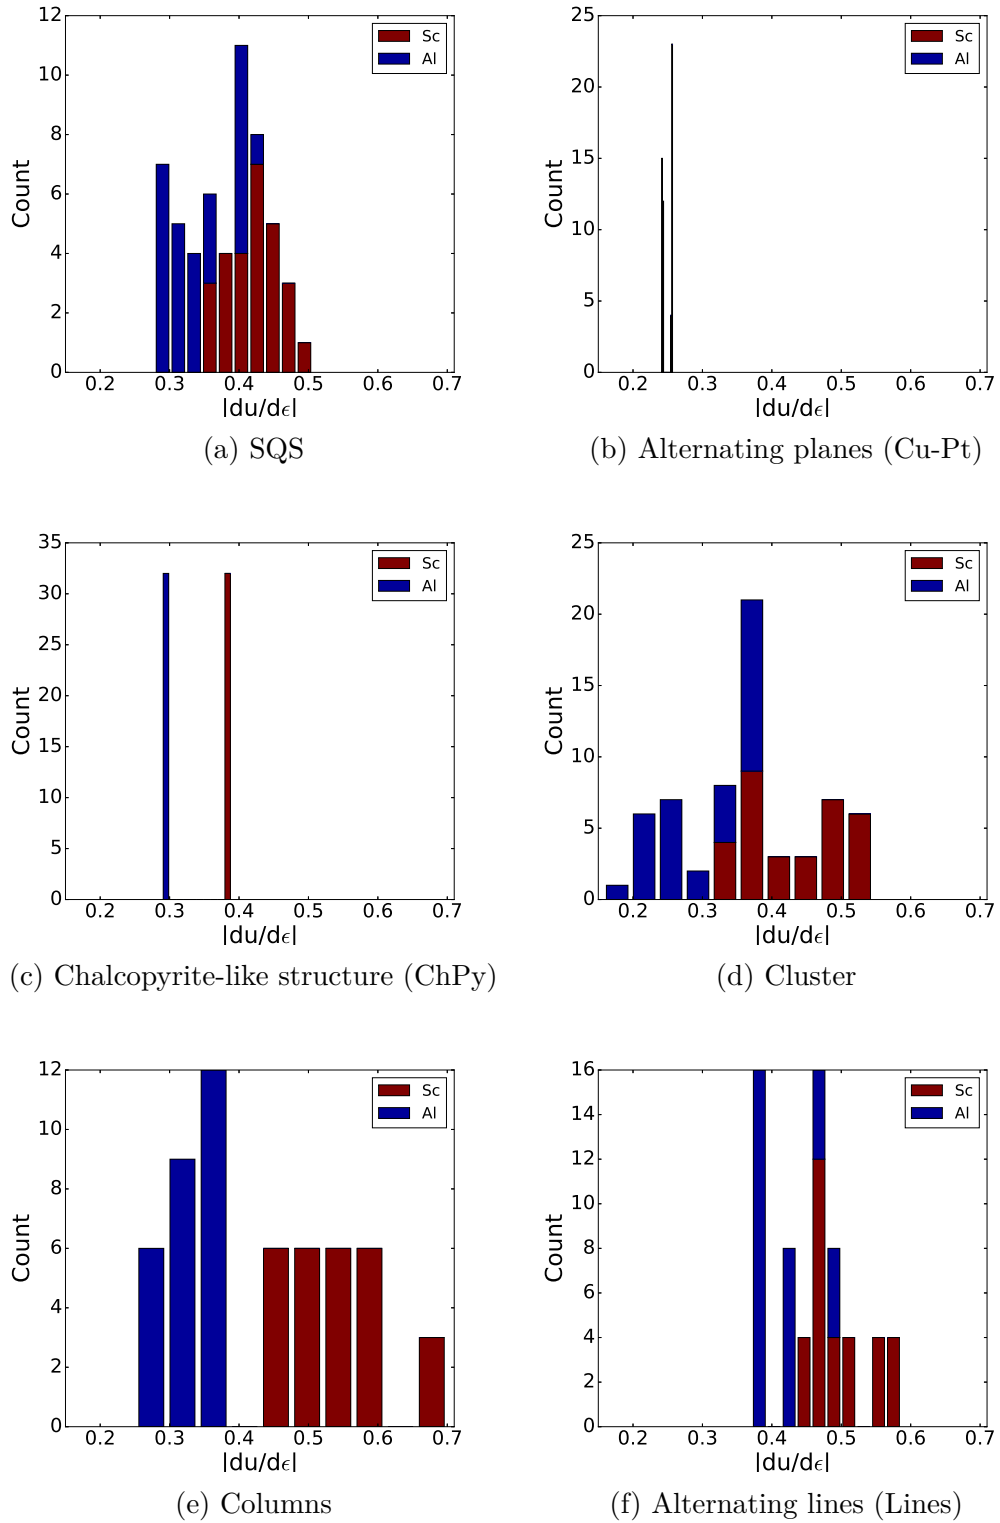 12
10
8
6
4
2
0
Count
Sc
Al
0.2 0.3 0.4 0.5 0.6 0.7
|du/dϵ|
(a) SQS
25
20
15
10
5
0
Count
Sc
Al
0.2 0.3 0.4 0.5 0.6 0.7
|du/dϵ|
(b) Alternating planes (Cu-Pt)
35
30
25
20
15
10
5
0
Count
Sc
Al
0.2 0.3 0.4 0.5 0.6 0.7
|du/dϵ|
(c) Chalcopyrite-like structure (ChPy)
25
20
15
10
5
0
Count
Sc
Al
0.2 0.3 0.4 0.5 0.6 0.7
|du/dϵ|
(d) Cluster
12
10
8
6
4
2
0
Count
Sc
Al
0.2 0.3 0.4 0.5 0.6 0.7
|du/dϵ|
(e) Columns
16
14
12
10
8
6
4
2
0
Count
Sc
Al
0.2 0.3 0.4 0.5 0.6 0.7
|du/dϵ|
(f) Alternating lines (Lines)